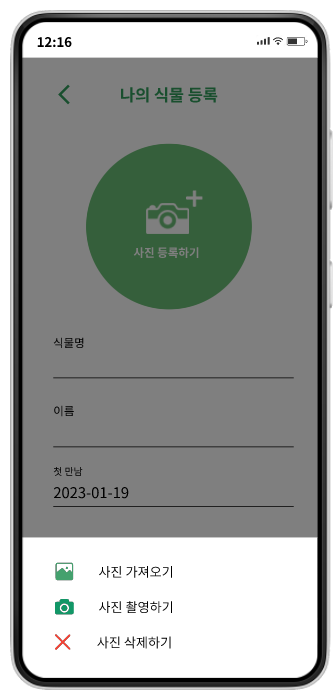 12:16
나의 식물 등록
사진 등록하기
식물명
이름
첫 만남
2023-01-19
사진 가져오기
사진 촬영하기
사진 삭제하기